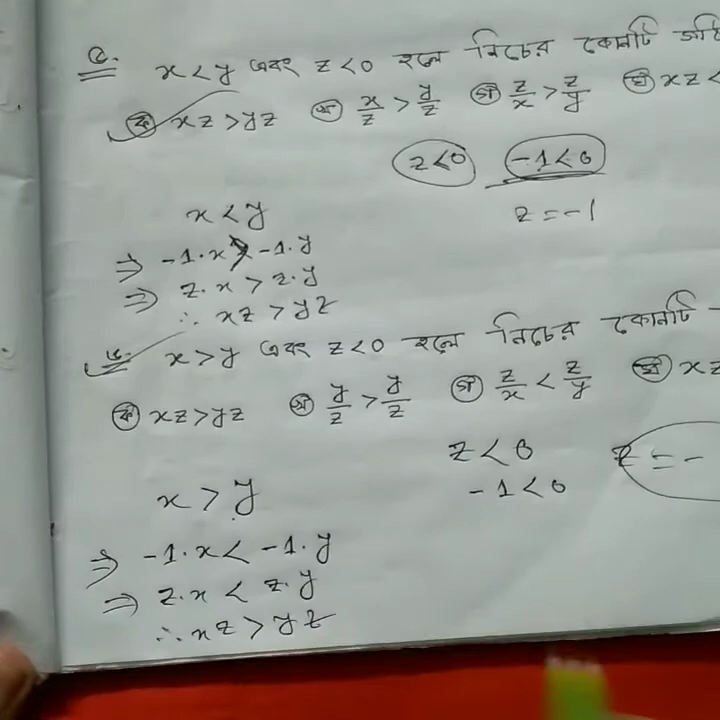 ৫. x < y এবং z < 0 হলে নিচের কোনটি
ক xz > yz খ x/z > y/z গ z/x > z/y ঘ xz <
z < 0 -1 < 0
x < y z = -1
⇒ -1·x > -1·y
⇒ z·x > z·y
∴ xz > yz
৬. x > y এবং z < 0 হলে নিচের কোনটি
ক xz > yz খ y/z > y/z গ z/x < z/y ঘ xz
z < 0 z = -
x > y -1 < 0
⇒ -1·x < -1·y
⇒ z·x < z·y
∴ xz > yz